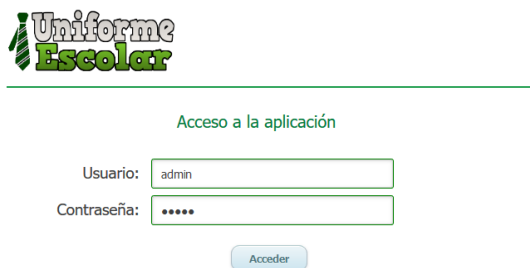 Uniforme
Escolar
Acceso a la aplicación
Usuario: admin
Contraseña: •••••
Acceder